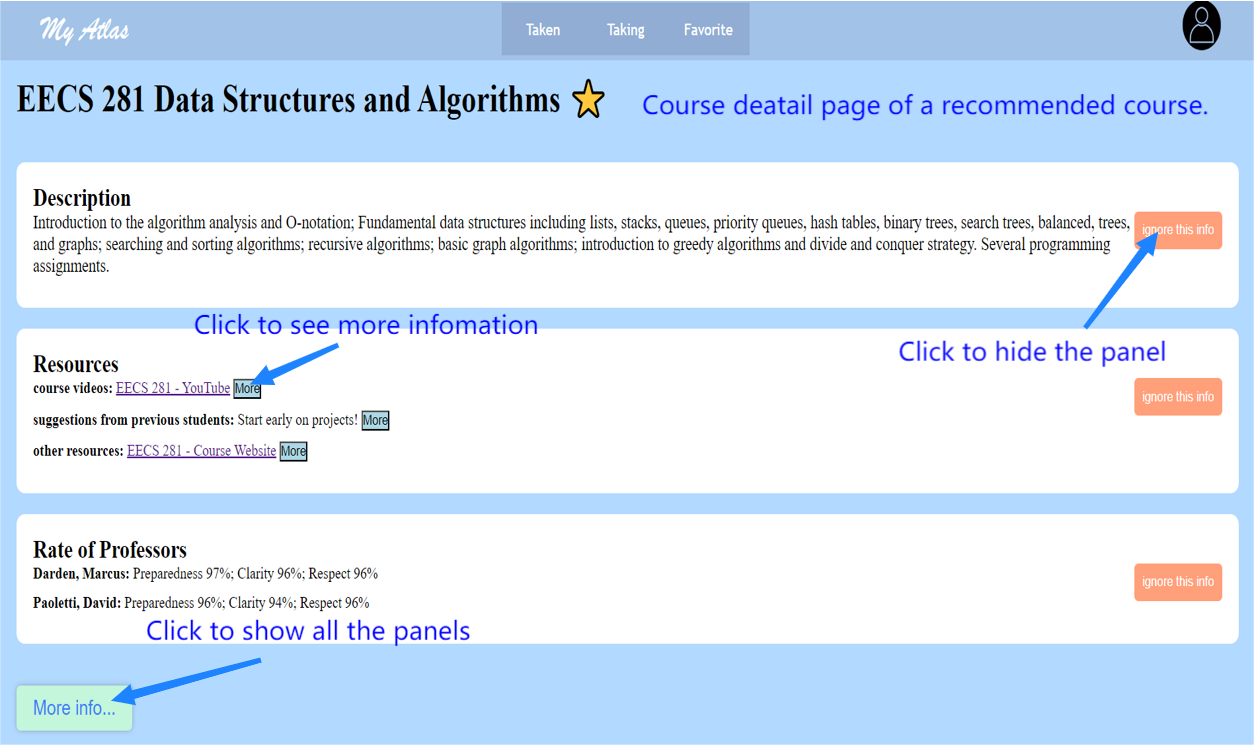 My Atlas
Taken Taking Favorite
EECS 281 Data Structures and Algorithms
Course deatail page of a recommended course.
Description
Introduction to the algorithm analysis and O-notation; Fundamental data structures including lists, stacks, queues, priority queues, hash tables, binary trees, search trees, balanced, trees,
and graphs; searching and sorting algorithms; recursive algorithms; basic graph algorithms; introduction to greedy algorithms and divide and conquer strategy. Several programming
assignments.
ignore this info
Click to see more infomation
Click to hide the panel
Resources
course videos: EECS 281 - YouTube More
suggestions from previous students: Start early on projects! More
other resources: EECS 281 - Course Website More
ignore this info
Rate of Professors
Darden, Marcus: Preparedness 97%; Clarity 96%; Respect 96%
Paoletti, David: Preparedness 96%; Clarity 94%; Respect 96%
ignore this info
Click to show all the panels
More info...